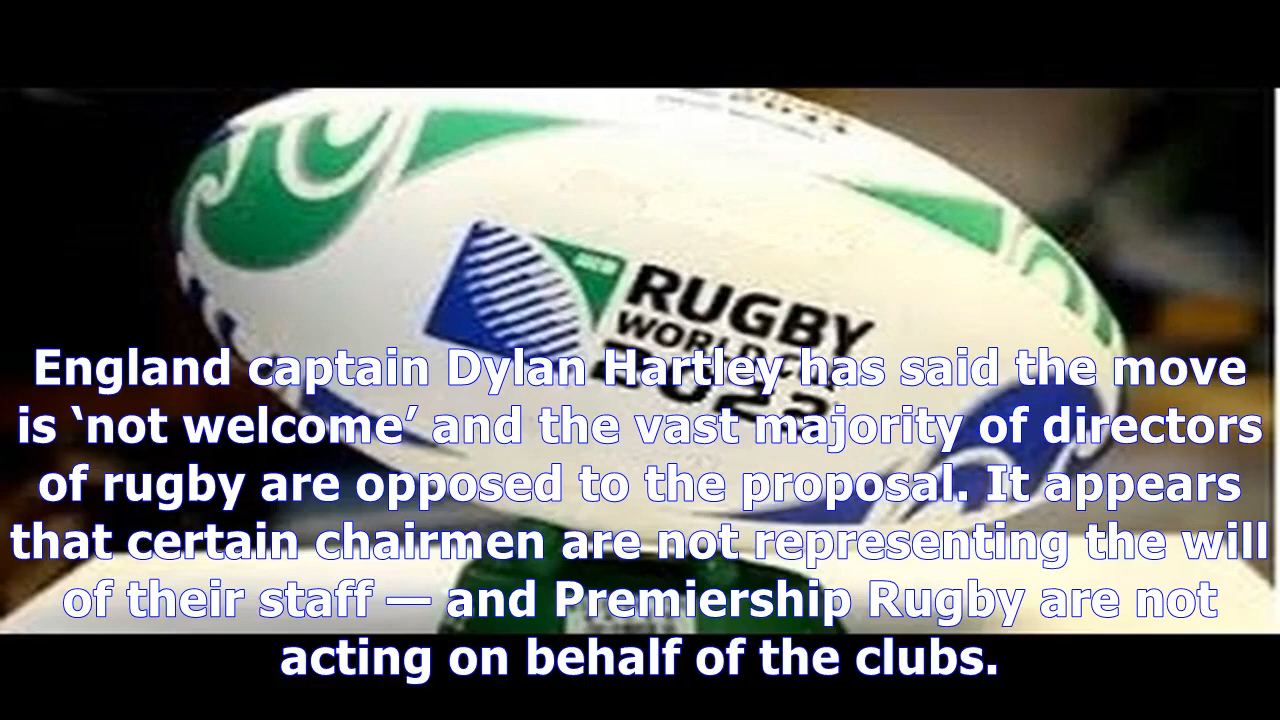 RUGBY
WORLD CUP
2023
England captain Dylan Hartley has said the move
is ‘not welcome’ and the vast majority of directors
of rugby are opposed to the proposal. It appears
that certain chairmen are not representing the will
of their staff — and Premiership Rugby are not
acting on behalf of the clubs.